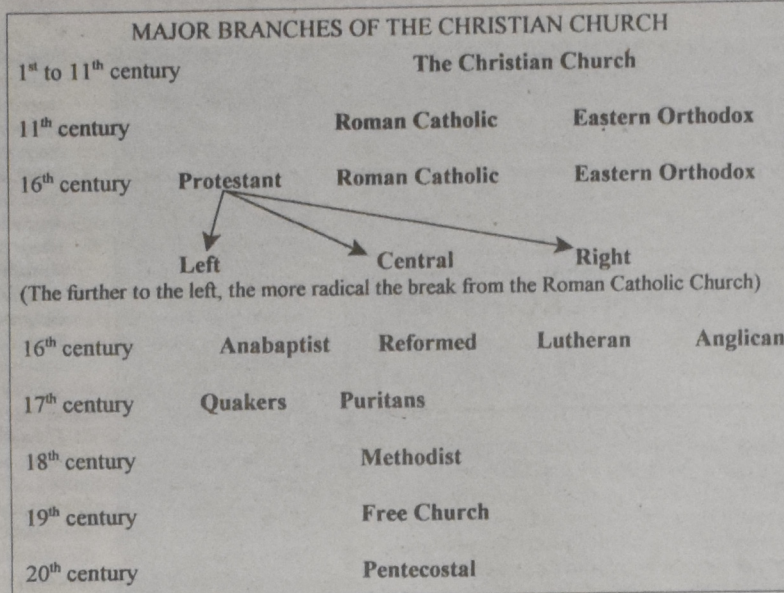 MAJOR BRANCHES OF THE CHRISTIAN CHURCH
1st to 11th century The Christian Church
11th century Roman Catholic Eastern Orthodox
16th century Protestant Roman Catholic Eastern Orthodox
Left Central Right
(The further to the left, the more radical the break from the Roman Catholic Church)
16th century Anabaptist Reformed Lutheran Anglican
17th century Quakers Puritans
18th century Methodist
19th century Free Church
20th century Pentecostal